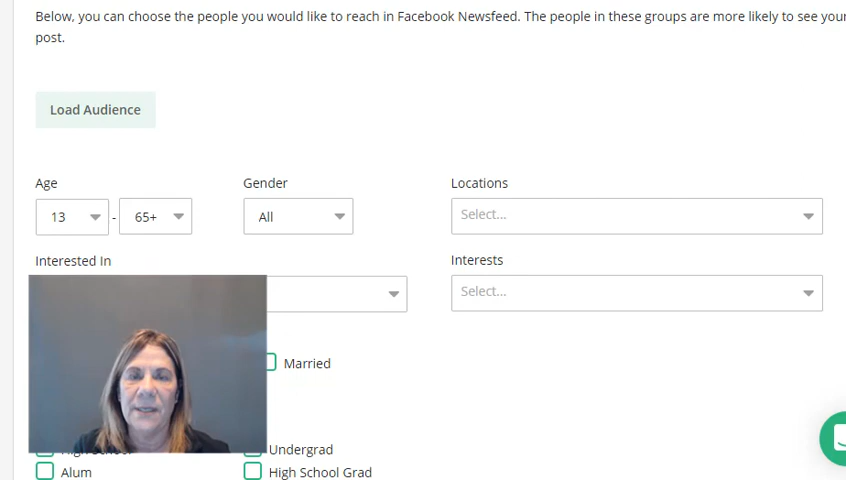 Below, you can choose the people you would like to reach in Facebook Newsfeed. The people in these groups are more likely to see your
post.
Load Audience
Age
Gender
Locations
13 - 65+
All
Select...
Interested In
Interests
Select...
Married
High School
Undergrad
Alum
High School Grad